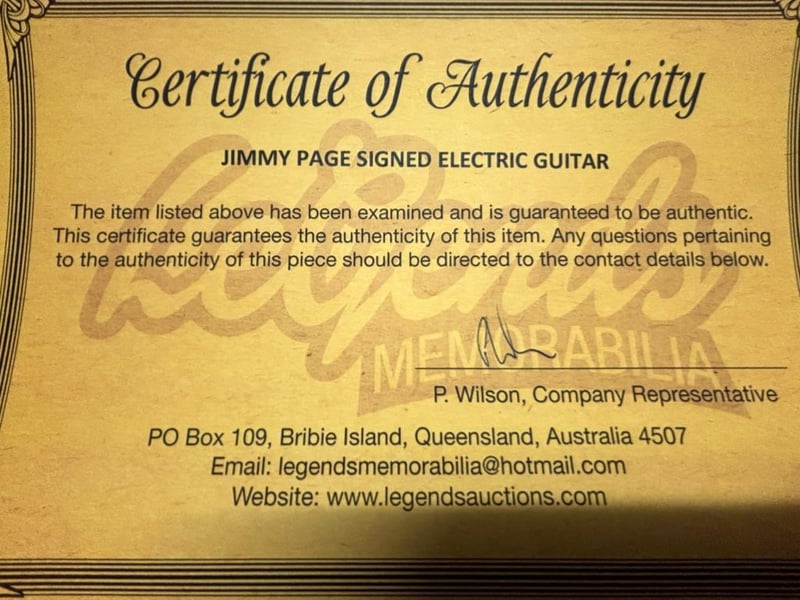 Certificate of Authenticity
JIMMY PAGE SIGNED ELECTRIC GUITAR
The item listed above has been examined and is guaranteed to be authentic.
This certificate guarantees the authenticity of this item. Any questions pertaining
to the authenticity of this piece should be directed to the contact details below.
Legends
MEMORABILIA
P. Wilson, Company Representative
PO Box 109, Bribie Island, Queensland, Australia 4507
Email: legendsmemorabilia@hotmail.com
Website: www.legendsauctions.com